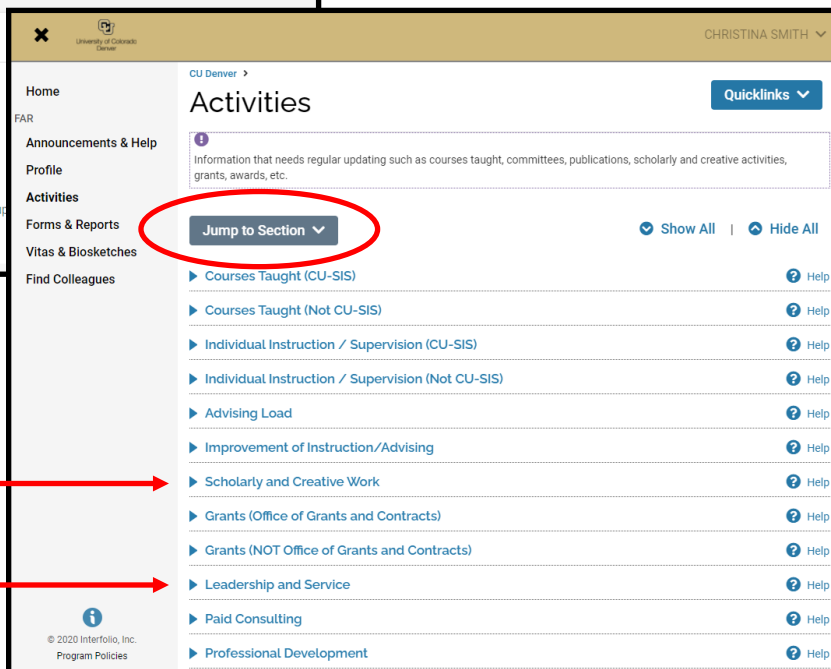 University of Colorado
Denver
CHRISTINA SMITH
Home
FAR
Announcements & Help
Profile
Activities
Forms & Reports
Vitas & Biosketches
Find Colleagues
© 2020 Interfolio, Inc.
Program Policies
CU Denver >
Activities
Quicklinks
Information that needs regular updating such as courses taught, committees, publications, scholarly and creative activities,
grants, awards, etc.
Jump to Section
Show All | Hide All
Courses Taught (CU-SIS) Help
Courses Taught (Not CU-SIS) Help
Individual Instruction / Supervision (CU-SIS) Help
Individual Instruction / Supervision (Not CU-SIS) Help
Advising Load Help
Improvement of Instruction/Advising Help
Scholarly and Creative Work Help
Grants (Office of Grants and Contracts) Help
Grants (NOT Office of Grants and Contracts) Help
Leadership and Service Help
Paid Consulting Help
Professional Development Help